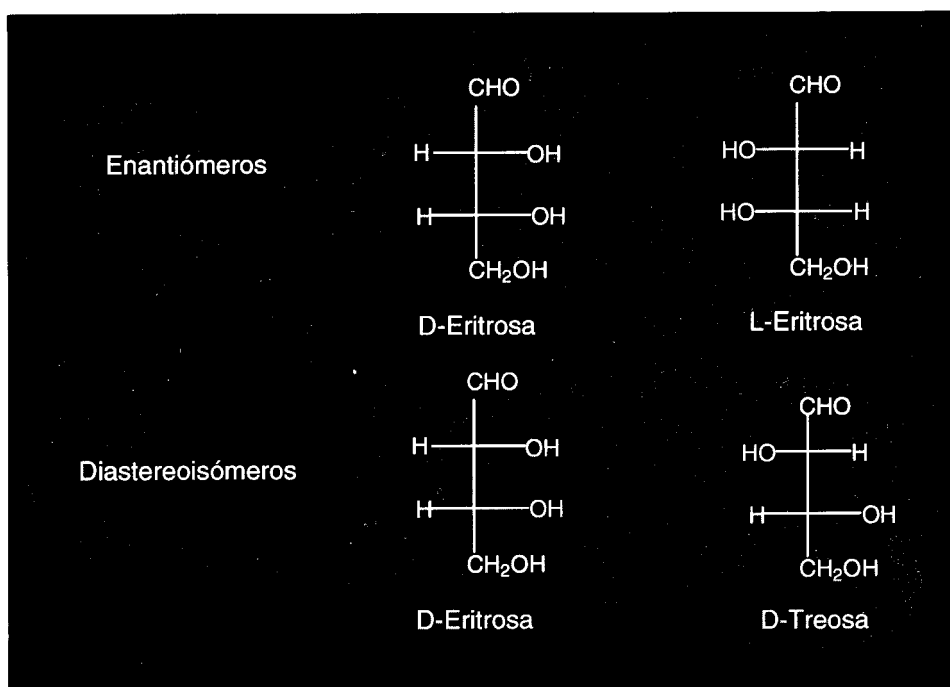 Enantiómeros
CHO
H OH
H OH
CH₂OH
D-Eritrosa
CHO
HO H
HO H
CH₂OH
L-Eritrosa
Diastereoisómeros
CHO
H OH
H OH
CH₂OH
D-Eritrosa
CHO
HO H
H OH
CH₂OH
D-Treosa